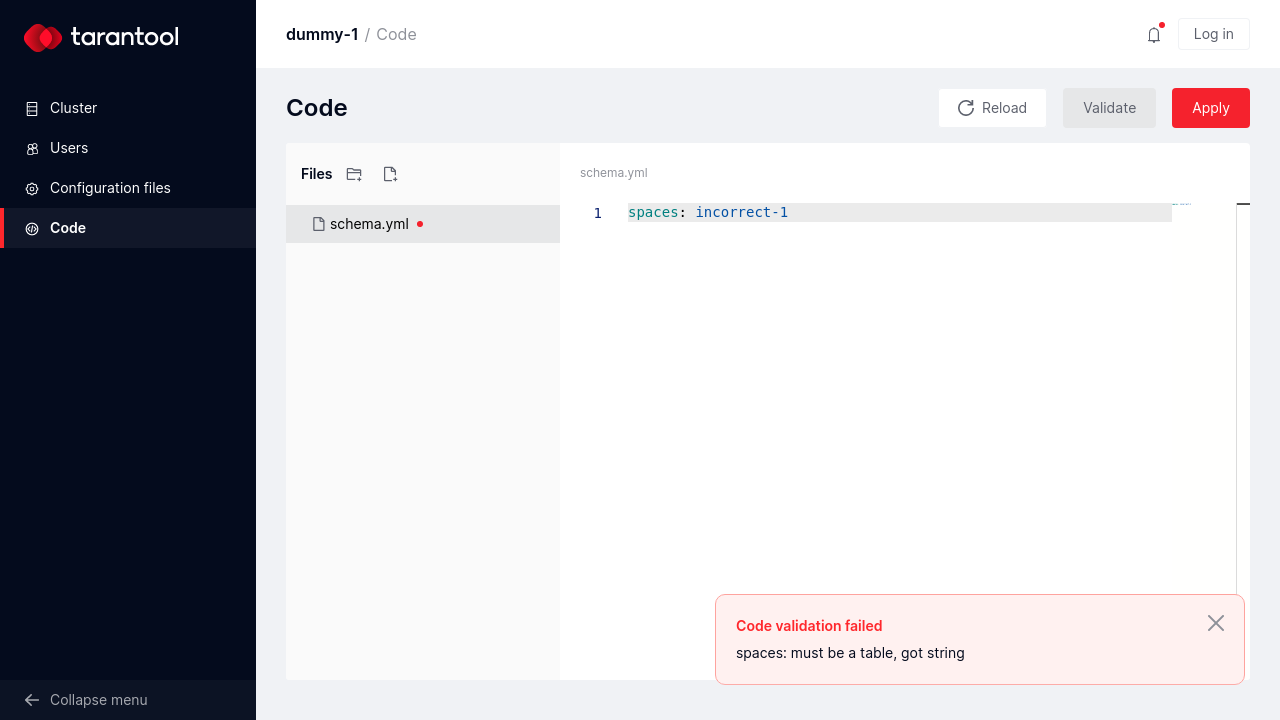 tarantool
Cluster
Users
Configuration files
Code
Collapse menu
dummy-1 / Code
Log in
Code
Reload
Validate
Apply
Files
schema.yml
schema.yml
1 spaces: incorrect-1
Code validation failed
spaces: must be a table, got string